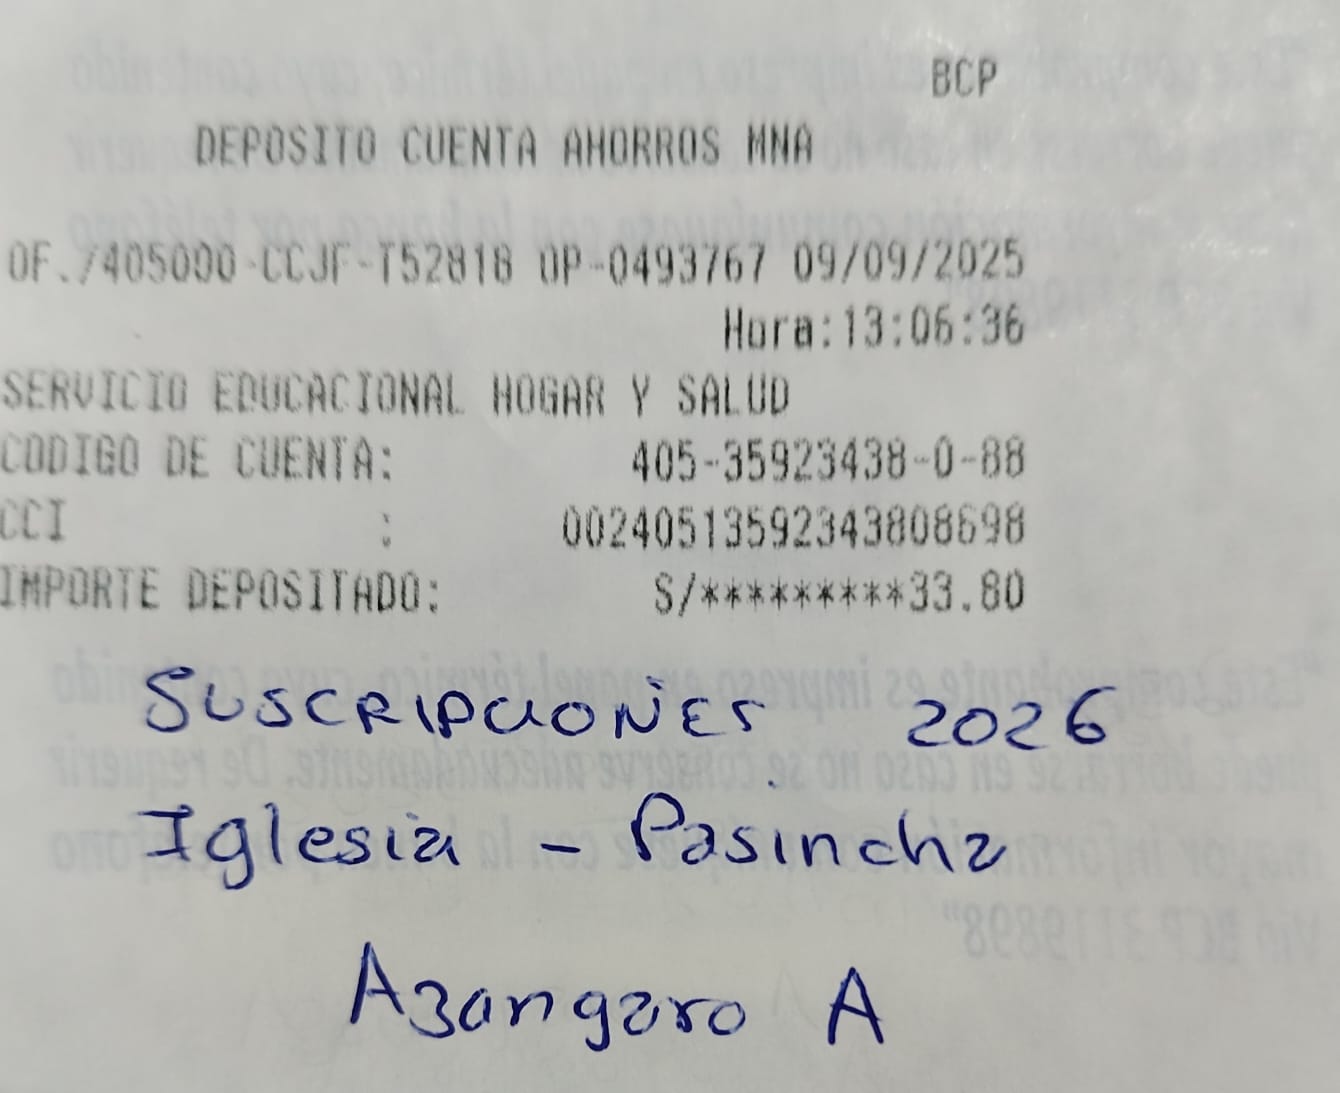 BCP
DEPOSITO CUENTA AHORROS MNA
OF./405000-CCJF-T52818 OP-0493767 09/09/2025
Hora:13:06:36
SERVICIO EDUCACIONAL HOGAR Y SALUD
CODIGO DE CUENTA: 405-35923438-0-88
CCI : 00240513592343808698
IMPORTE DEPOSITADO: S/*********33.80
SUSCRIPCIONES 2026
Iglesia - Pasincha
Azangaro A